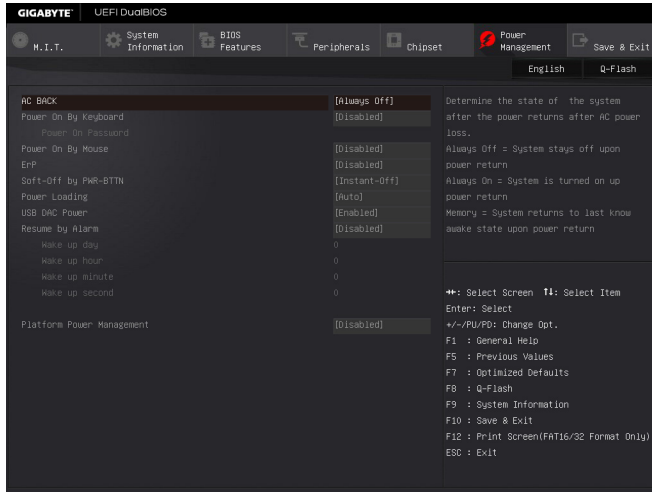 GIGABYTE™ UEFI DualBIOS
M.I.T. System Information BIOS Features Peripherals Chipset Power Management Save & Exit
English Q-Flash
AC BACK [Always Off]
Power On By Keyboard [Disabled]
Power On Password
Power On By Mouse [Disabled]
ErP [Disabled]
Soft-Off by PWR-BTTN [Instant-Off]
Power Loading [Auto]
USB DAC Power [Enabled]
Resume by Alarm [Disabled]
Wake up day 0
Wake up hour 0
Wake up minute 0
Wake up second 0
Platform Power Management [Disabled]
Determine the state of the system
after the power returns after AC power
loss.
Always Off = System stays off upon
power return
Always On = System is turned on up
power return
Memory = System returns to last know
awake state upon power return
→←: Select Screen ↑↓: Select Item
Enter: Select
+/-/PU/PD: Change Opt.
F1 : General Help
F5 : Previous Values
F7 : Optimized Defaults
F8 : Q-Flash
F9 : System Information
F10 : Save & Exit
F12 : Print Screen(FAT16/32 Format Only)
ESC : Exit